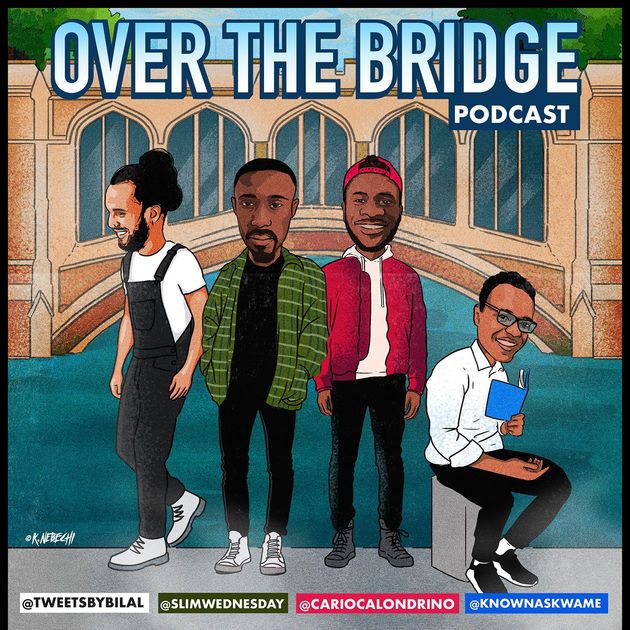 OVER THE BRIDGE
PODCAST
© K.NEBECHI
@TWEETSBYBILAL @SLIMWEDNESDAY @CARIOCALONDRINO @KNOWNASKWAME